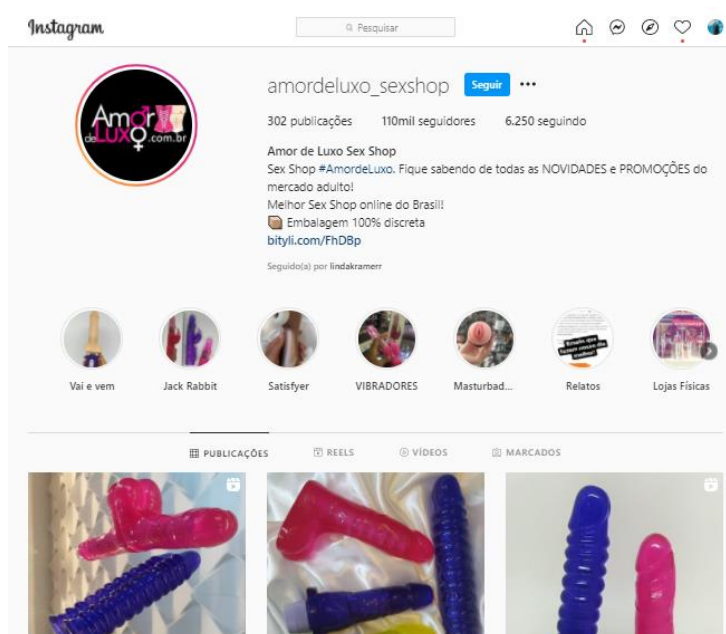 Instagram
Pesquisar
Amor
deLUXO
.com.br
amordeluxo_sexshop Seguir
302 publicações 110mil seguidores 6.250 seguindo
Amor de Luxo Sex Shop
Sex Shop #AmordeLuxo. Fique sabendo de todas as NOVIDADES e PROMOÇÕES do
mercado adulto!
Melhor Sex Shop online do Brasil!
Embalagem 100% discreta
bityli.com/FhDBp
Seguido(a) por lindakramerr
Vai e vem Jack Rabbit Satisfyer VIBRADORES Masturbad... Relatos Lojas Físicas
PUBLICAÇÕES REELS VÍDEOS MARCADOS